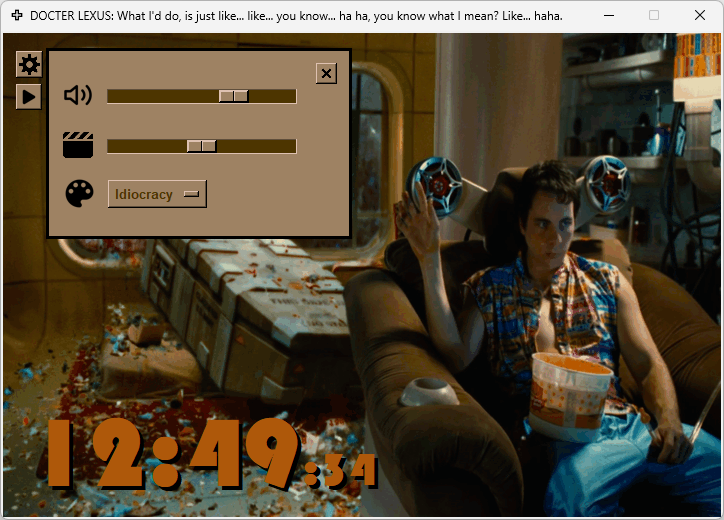 DOCTER LEXUS: What I'd do, is just like... like... you know... ha ha, you know what I mean? Like... haha.
Idiocracy
12:49:34